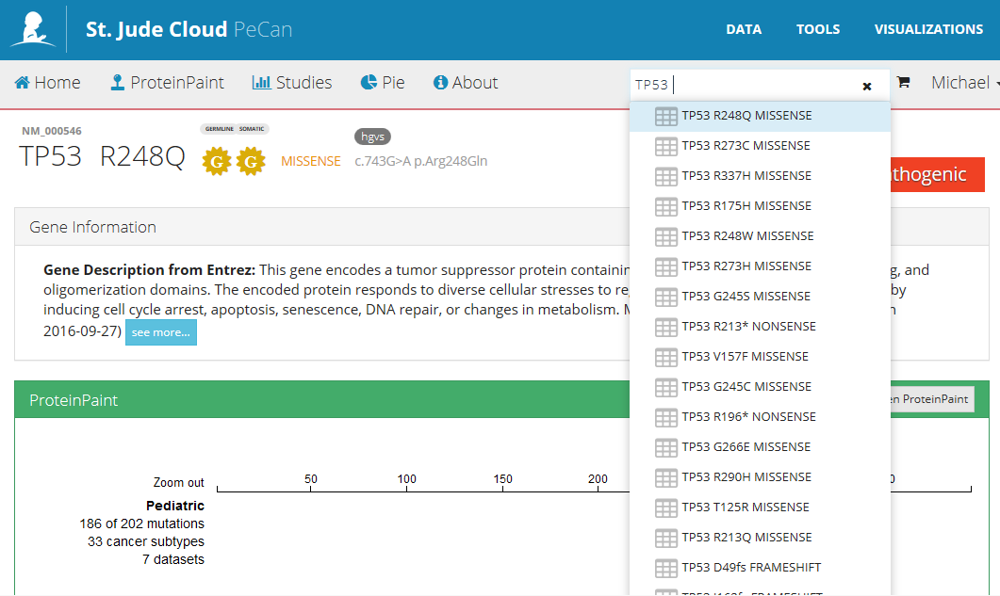 St. Jude Cloud PeCan
DATA TOOLS VISUALIZATIONS
Home ProteinPaint Studies Pie About TP53 Michael
NM_000546
GERMLINE SOMATIC
TP53 R248Q G G MISSENSE
hgvs
c.743G>A p.Arg248Gln
thogenic
TP53 R248Q MISSENSE
TP53 R273C MISSENSE
TP53 R337H MISSENSE
TP53 R175H MISSENSE
TP53 R248W MISSENSE
TP53 R273H MISSENSE
TP53 G245S MISSENSE
TP53 R213* NONSENSE
TP53 V157F MISSENSE
TP53 G245C MISSENSE
TP53 R196* NONSENSE
TP53 G266E MISSENSE
TP53 R290H MISSENSE
TP53 T125R MISSENSE
TP53 R213Q MISSENSE
TP53 D49fs FRAMESHIFT
Gene Information
Gene Description from Entrez: This gene encodes a tumor suppressor protein containin g, and
oligomerization domains. The encoded protein responds to diverse cellular stresses to re by
inducing cell cycle arrest, apoptosis, senescence, DNA repair, or changes in metabolism. M n
2016-09-27) see more...
ProteinPaint
en ProteinPaint
Zoom out 50 100 150 200 0
Pediatric
186 of 202 mutations
33 cancer subtypes
7 datasets